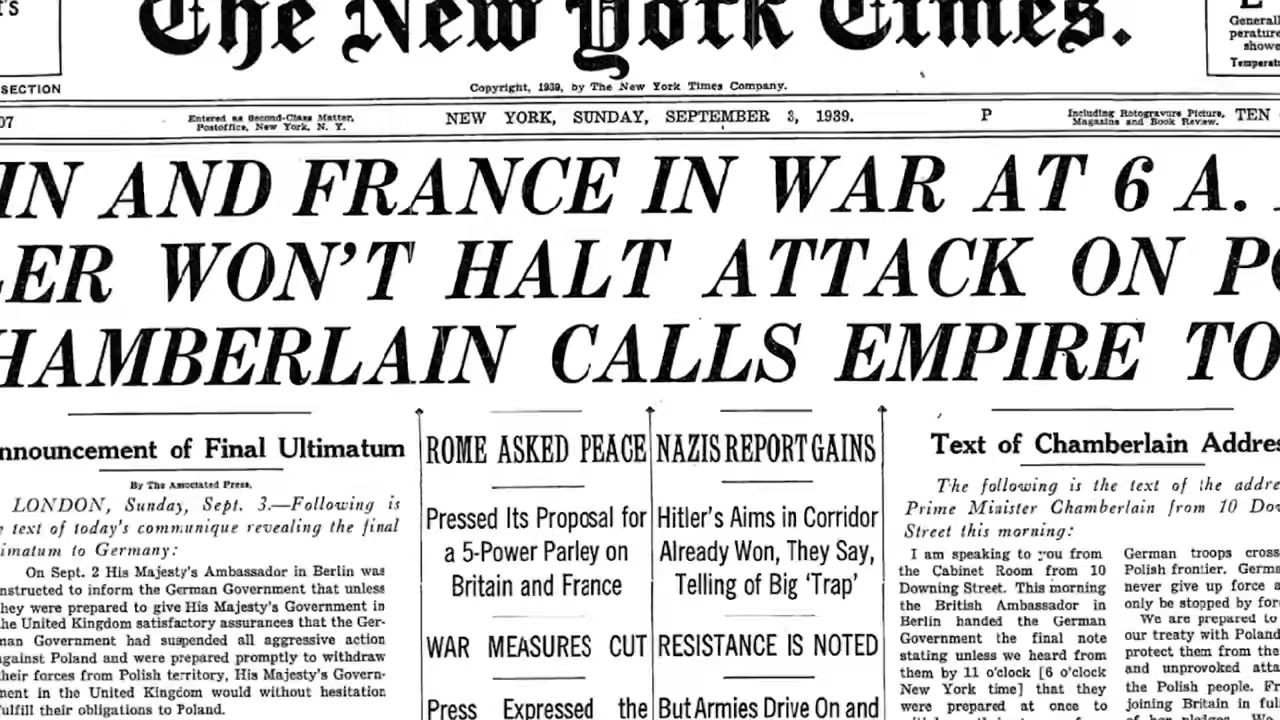 The New York Times.
Copyright, 1939, by The New York Times Company.
SECTION
General
perature
showe
Temperat
07
Entered as Second-Class Matter,
Postoffice, New York, N. Y.
NEW YORK, SUNDAY, SEPTEMBER 3, 1939.
P
Including Rotogravure Picture,
Magazine and Book Review.
TEN
IN AND FRANCE IN WAR AT 6 A.
LER WON'T HALT ATTACK ON PO
HAMBERLAIN CALLS EMPIRE TO
nnouncement of Final Ultimatum
By The Associated Press.
LONDON, Sunday, Sept. 3.—Following is
e text of today's communique revealing the final
imatum to Germany:
On Sept. 2 His Majesty's Ambassador in Berlin was
nstructed to inform the German Government that unless
hey were prepared to give His Majesty's Government in
he United Kingdom satisfactory assurances that the Ger-
man Government had suspended all aggressive action
against Poland and were prepared promptly to withdraw
heir forces from Polish territory, His Majesty's Govern-
ment in the United Kingdom would without hesitation
ulfill their obligations to Poland.
ROME ASKED PEACE
Pressed Its Proposal for
a 5-Power Parley on
Britain and France
WAR MEASURES CUT
Press Expressed the
NAZIS REPORT GAINS
Hitler's Aims in Corridor
Already Won, They Say,
Telling of Big 'Trap'
RESISTANCE IS NOTED
But Armies Drive On and
Text of Chamberlain Addre
The following is the text of the addre
Prime Minister Chamberlain from 10 Do
Street this morning:
I am speaking to you from
the Cabinet Room from 10
Downing Street. This morning
the British Ambassador in
Berlin handed the German
Government the final note
stating unless we heard from
them by 11 o'clock [6 o'clock
New York time] that they
were prepared at once to
German troops cross
Polish frontier. Germa
never give up force a
only be stopped by for
We are prepared to
our treaty with Poland
protect them from the
and unprovoked atta
the Polish people. Fr
joining Britain in ful